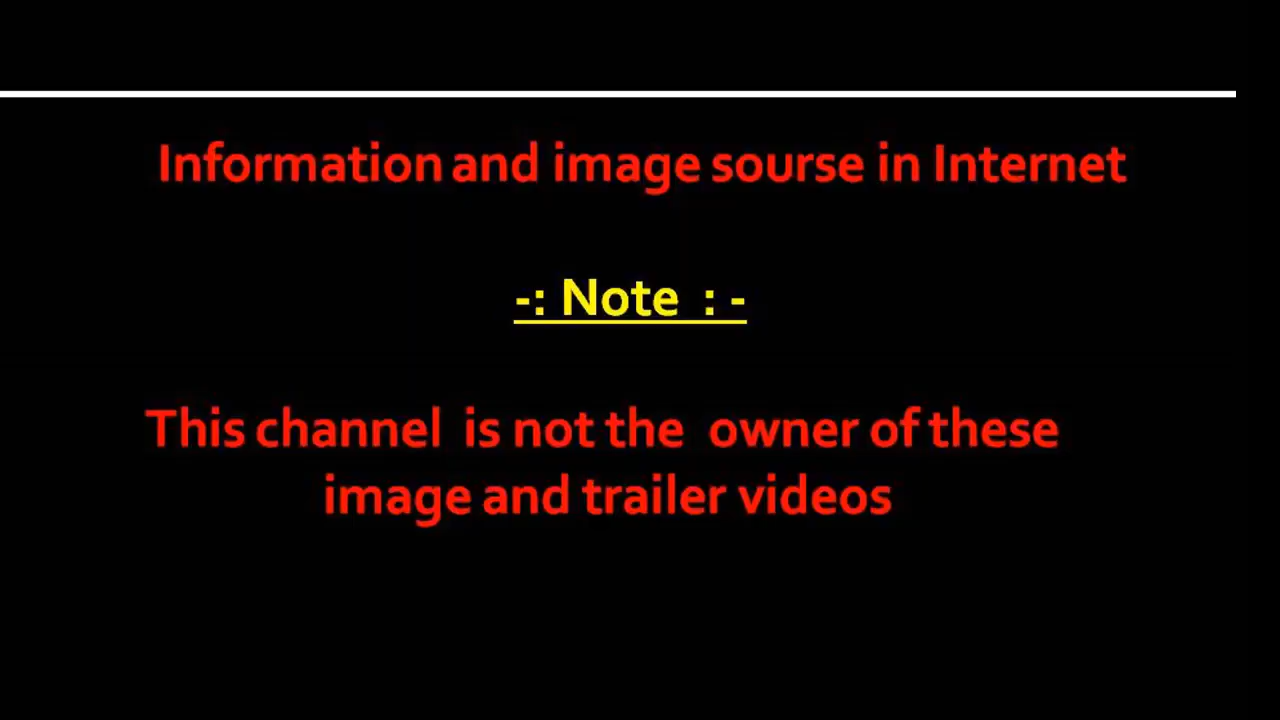 Information and image sourse in Internet
-: Note : -
This channel is not the owner of these
image and trailer videos